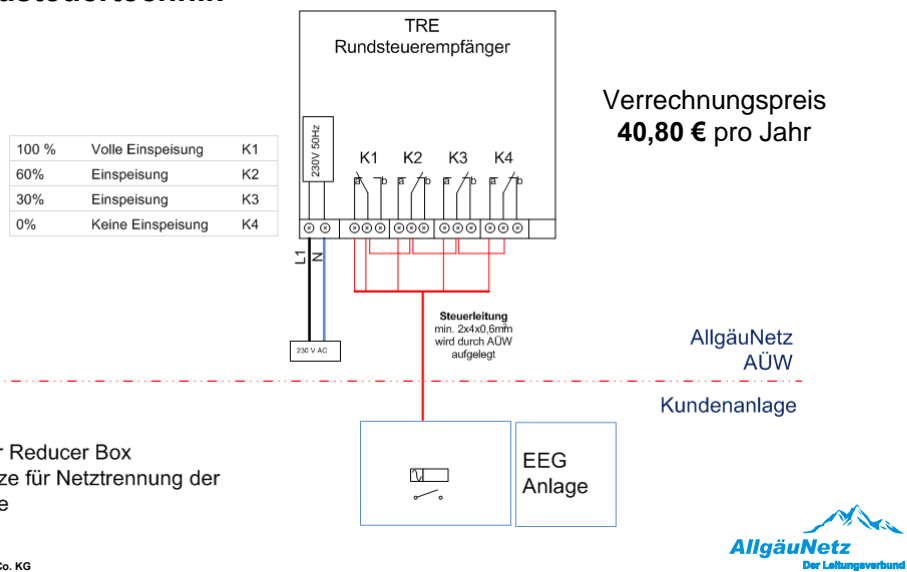 TRE
Rundsteuerempfänger
Verrechnungspreis
40,80 € pro Jahr
100 % Volle Einspeisung K1
60% Einspeisung K2
30% Einspeisung K3
0% Keine Einspeisung K4
230V 50Hz
K1 K2 K3 K4
a b a b a b a b
L1
N
Steuerleitung
min. 2x4x0,6mm
wird durch AÜW
aufgelegt
230 V AC
AllgäuNetz
AÜW
Kundenanlage
Reducer Box
für Netztrennung der
EEG
Anlage
AllgäuNetz
Der Leitungsverbund
Co. KG